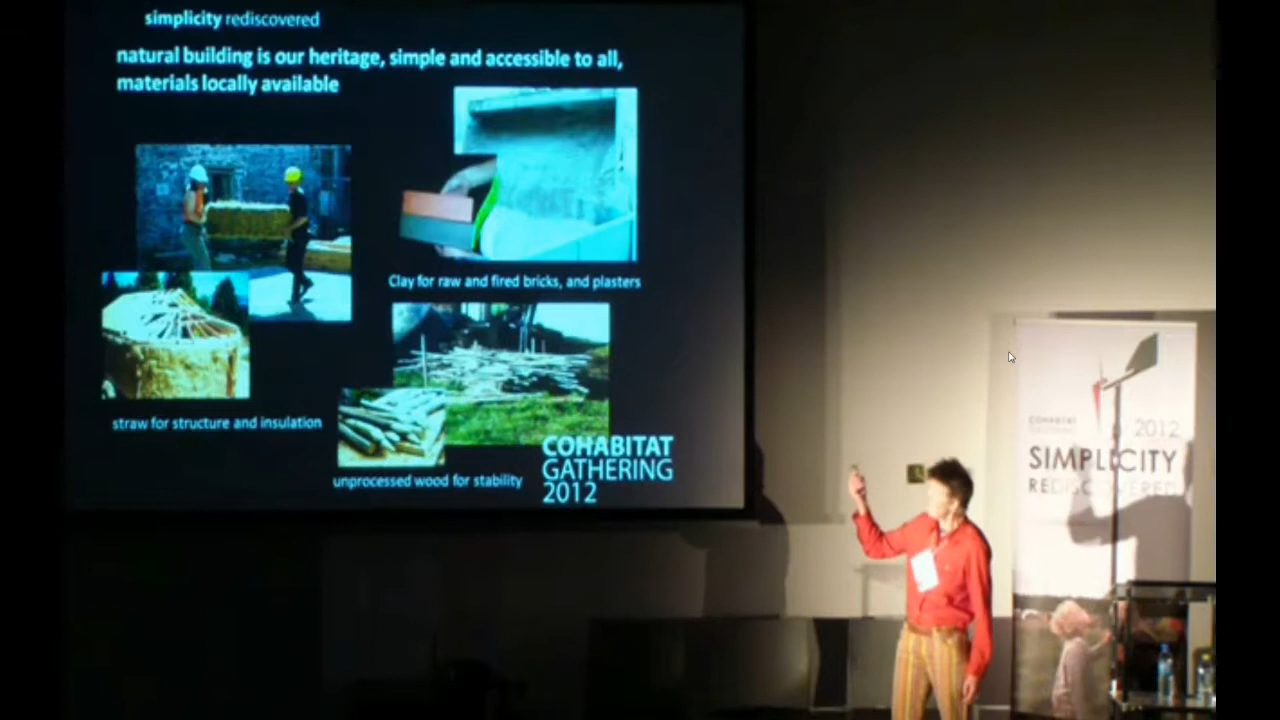 simplicity rediscovered
natural building is our heritage, simple and accessible to all,
materials locally available
Clay for raw and fired bricks, and plasters
straw for structure and insulation
unprocessed wood for stability
COHABITAT
GATHERING
2012
COHABITAT
GATHERING
2012
SIMPLICITY
REDISCOVERED